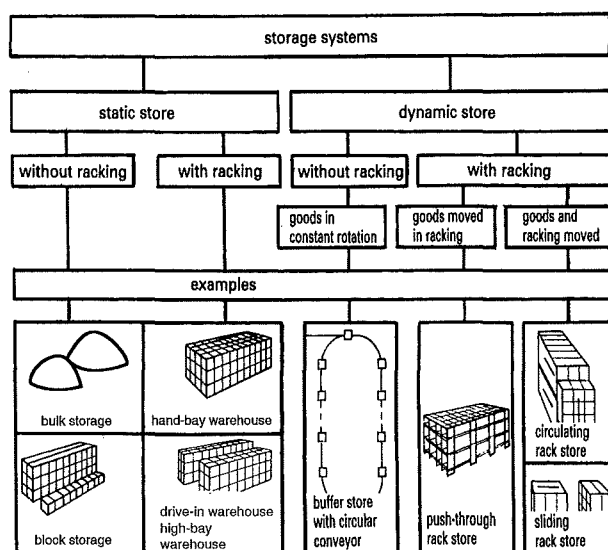 storage systems
static store
dynamic store
without racking
with racking
without racking
with racking
goods in
constant rotation
goods moved
in racking
goods and
racking moved
examples
bulk storage
hand-bay warehouse
block storage
drive-in warehouse
high-bay
warehouse
buffer store
with circular
conveyor
push-through
rack store
circulating
rack store
sliding
rack store